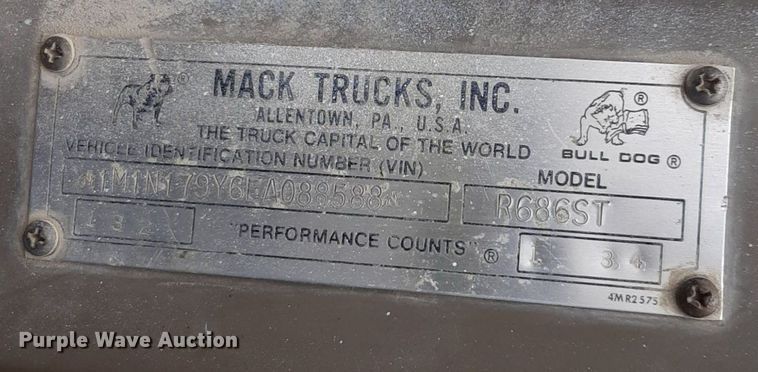 MACK TRUCKS, INC.
ALLENTOWN, PA., U.S.A.
THE TRUCK CAPITAL OF THE WORLD
VEHICLE IDENTIFICATION NUMBER (VIN)
MODEL
BULL DOG ®
R686ST
"PERFORMANCE COUNTS" ®
4MR2575
Purple Wave Auction